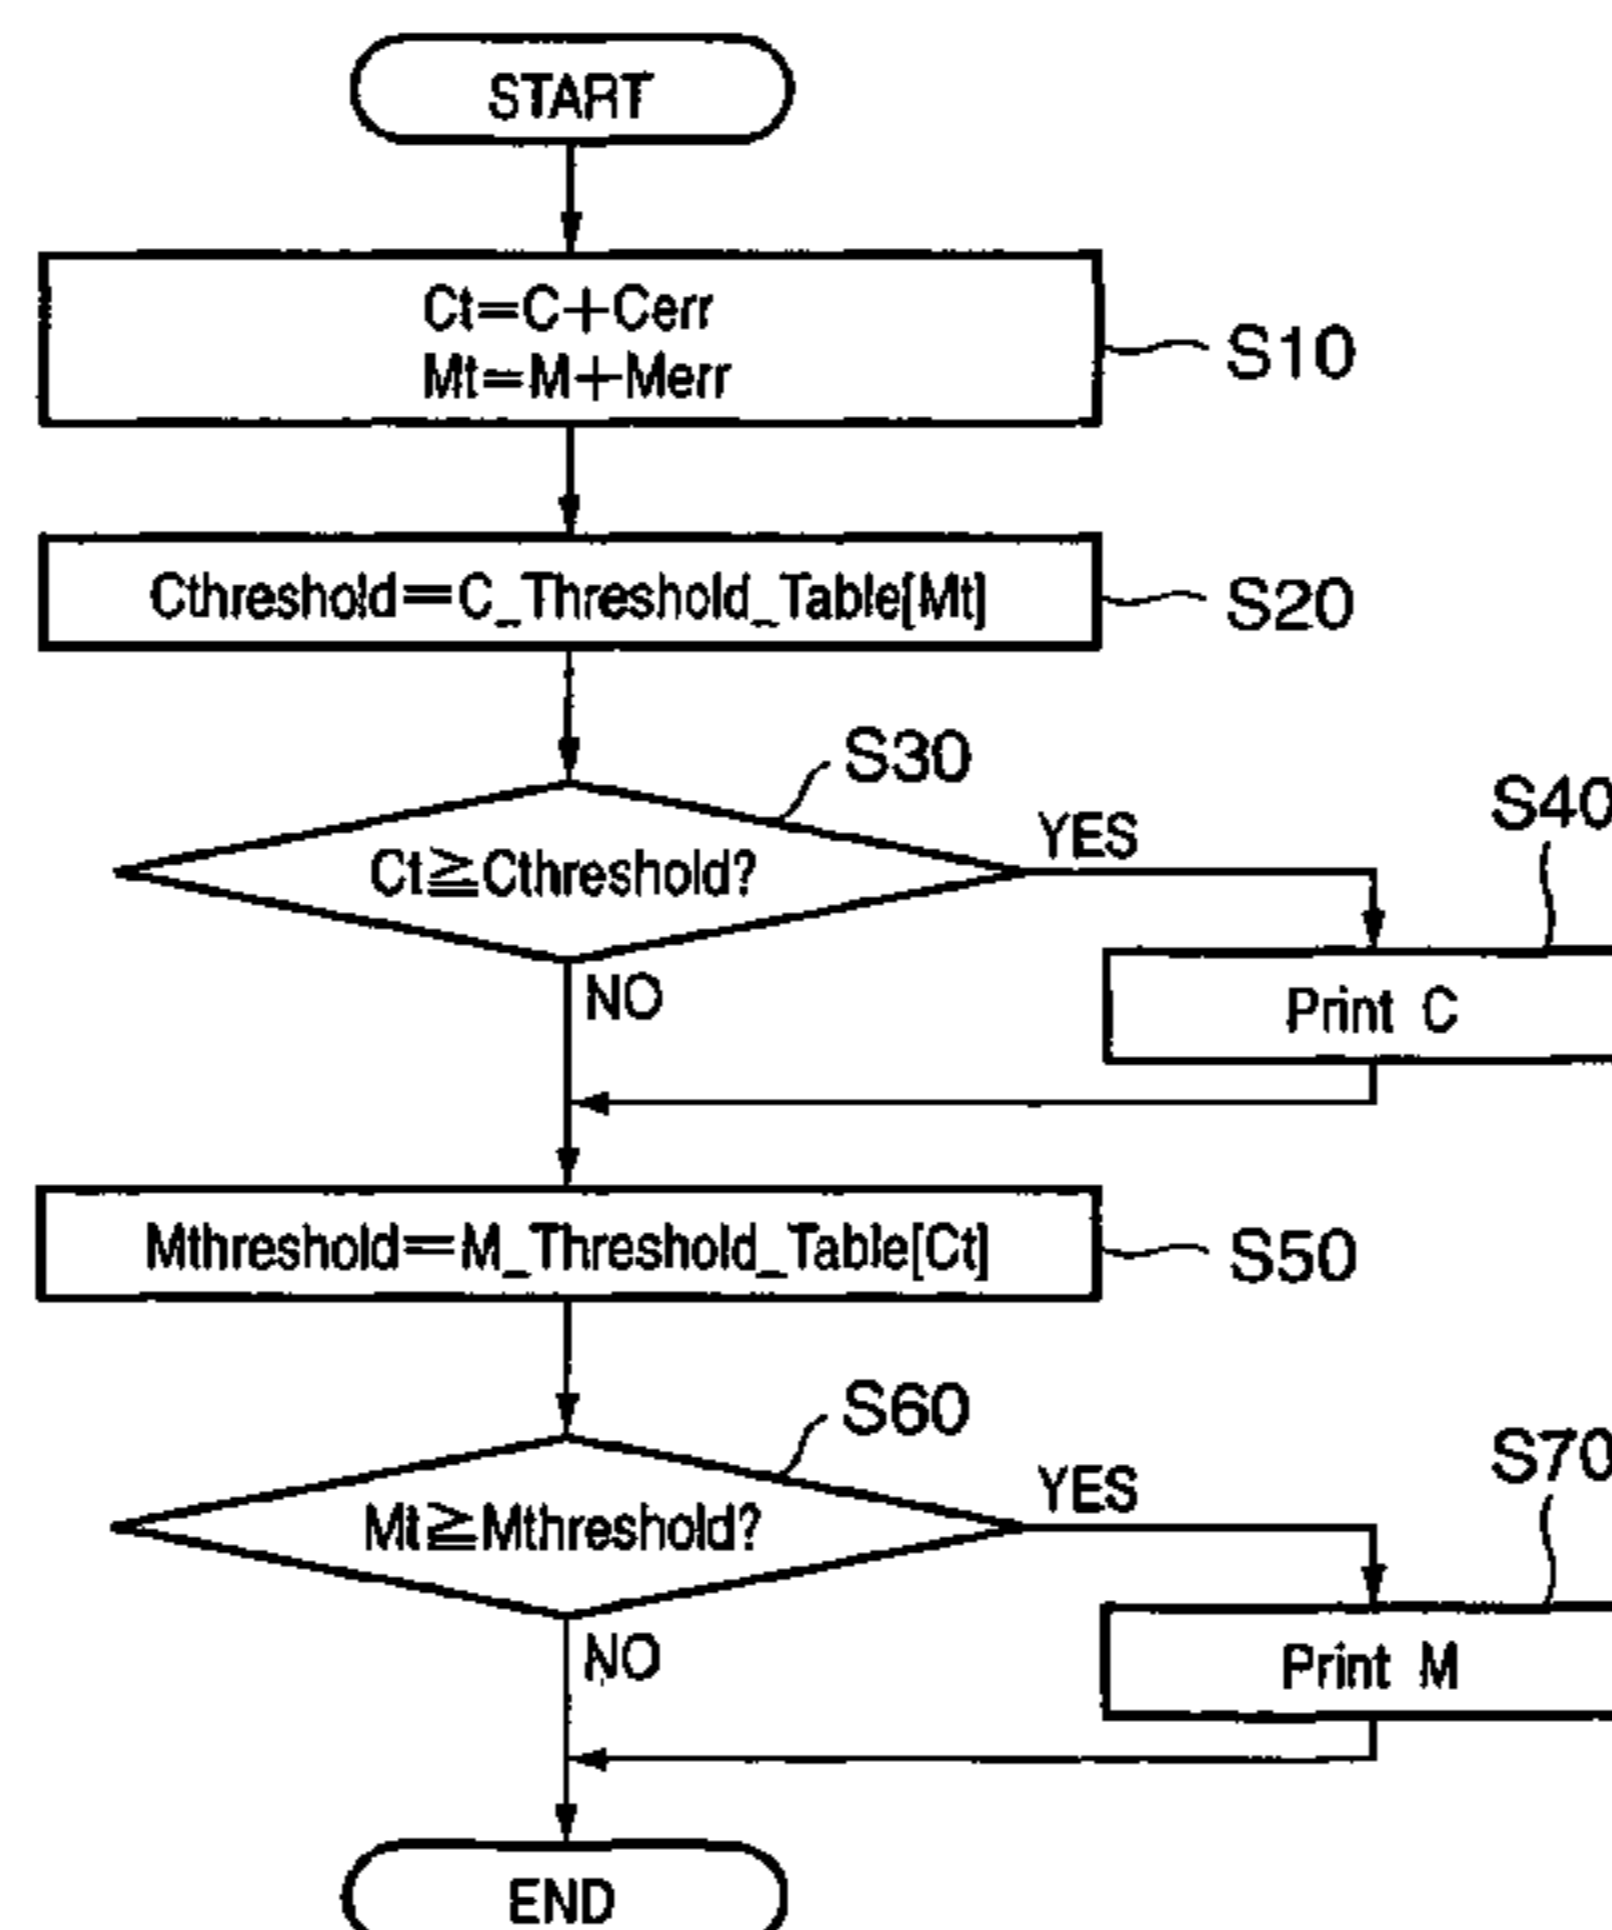 START
Ct=C+Cerr
Mt=M+Merr
S10
Cthreshold=C_Threshold_Table[Mt]
S20
S30
Ct≧Cthreshold?
YES
S40
NO
Print C
Mthreshold=M_Threshold_Table[Ct]
S50
S60
Mt≧Mthreshold?
YES
S70
NO
Print M
END